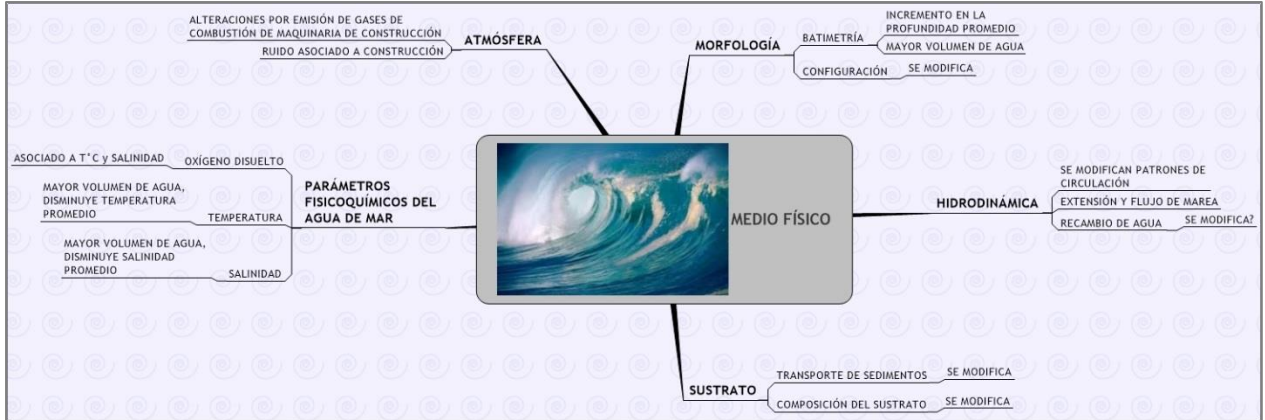 ALTERACIONES POR EMISIÓN DE GASES DE
COMBUSTIÓN DE MAQUINARIA DE CONSTRUCCIÓN
RUIDO ASOCIADO A CONSTRUCCIÓN
ATMÓSFERA
MORFOLOGÍA
BATIMETRÍA
INCREMENTO EN LA
PROFUNDIDAD PROMEDIO
MAYOR VOLUMEN DE AGUA
CONFIGURACIÓN
SE MODIFICA
ASOCIADO A T°C y SALINIDAD
OXÍGENO DISUELTO
MAYOR VOLUMEN DE AGUA,
DISMINUYE TEMPERATURA
PROMEDIO
TEMPERATURA
MAYOR VOLUMEN DE AGUA,
DISMINUYE SALINIDAD
PROMEDIO
SALINIDAD
PARÁMETROS
FISICOQUÍMICOS DEL
AGUA DE MAR
MEDIO FÍSICO
HIDRODINÁMICA
SE MODIFICAN PATRONES DE
CIRCULACIÓN
EXTENSIÓN Y FLUJO DE MAREA
RECAMBIO DE AGUA
SE MODIFICA?
SUSTRATO
TRANSPORTE DE SEDIMENTOS
SE MODIFICA
COMPOSICIÓN DEL SUSTRATO
SE MODIFICA